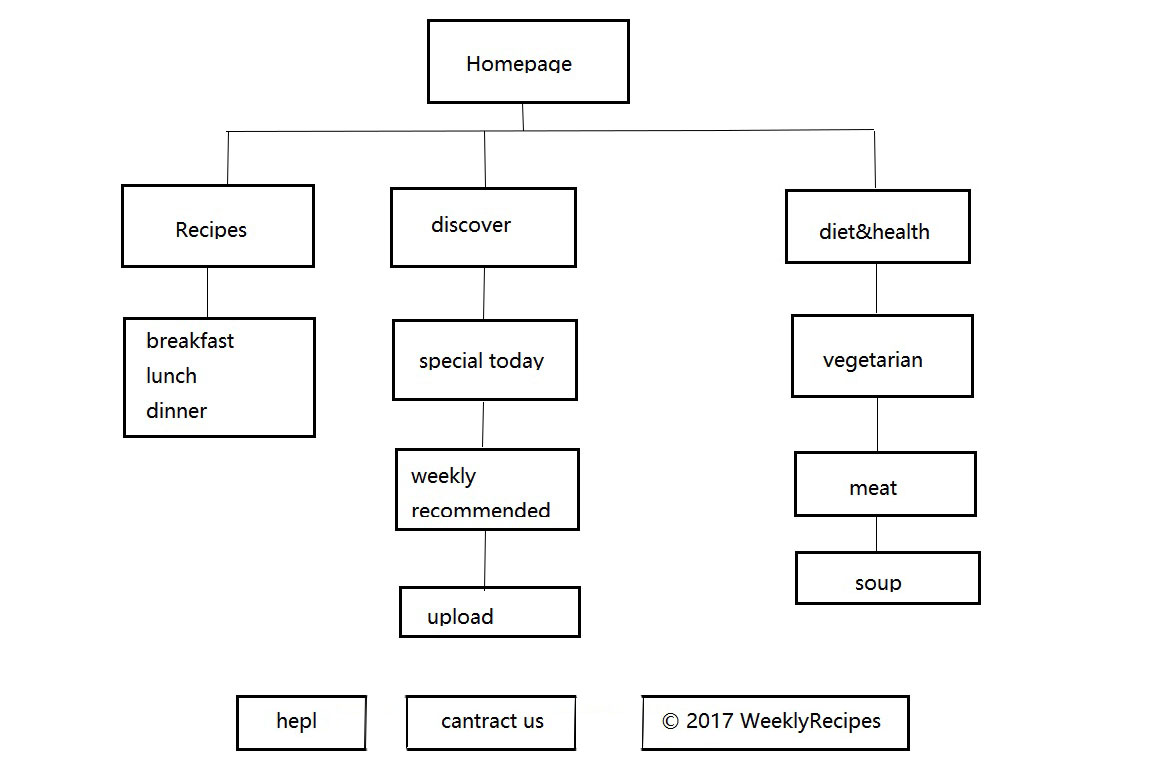 Homepage
Recipes
discover
diet&health
breakfast
lunch
dinner
special today
vegetarian
weekly
recommended
meat
soup
upload
hepl
cantract us
© 2017 WeeklyRecipes